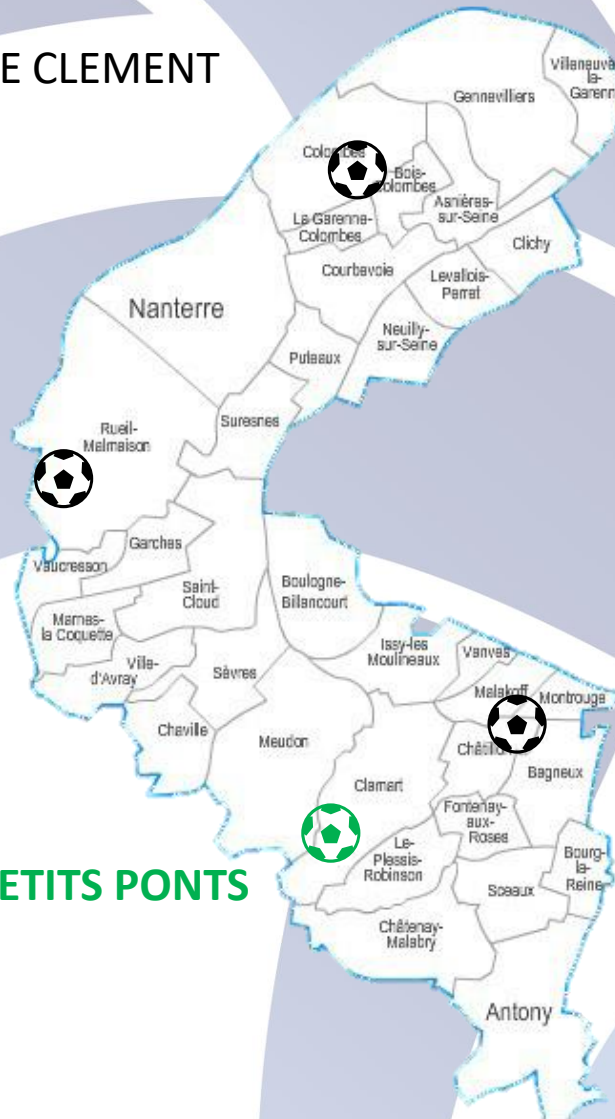 E CLEMENT
Villeneuve-
la-
Garenn
Gennevilliers
Colombes
Bois-
Colombes
Asnières-
sur-Seine
La Garenne-
Colombes
Clichy
Courbevoie
Levallois-
Perret
Nanterre
Neuilly-
sur-Seine
Puteaux
Suresnes
Rueil-
Malmaison
Garches
Vaucresson
Saint-
Cloud
Boulogne-
Billancourt
Marnes-
la Coquette
Issy-les
Moulineaux
Vanves
Ville-
d'Avray
Sèvres
Malakoff
Montrouge
Chaville
Meudon
Châtillon
Bagneux
Clamart
Fontenay-
aux-
Roses
Le-
Plessis-
Robinson
Bourg-
la-
Reine
ETITS PONTS
Sceaux
Châtenay-
Malabry
Antony